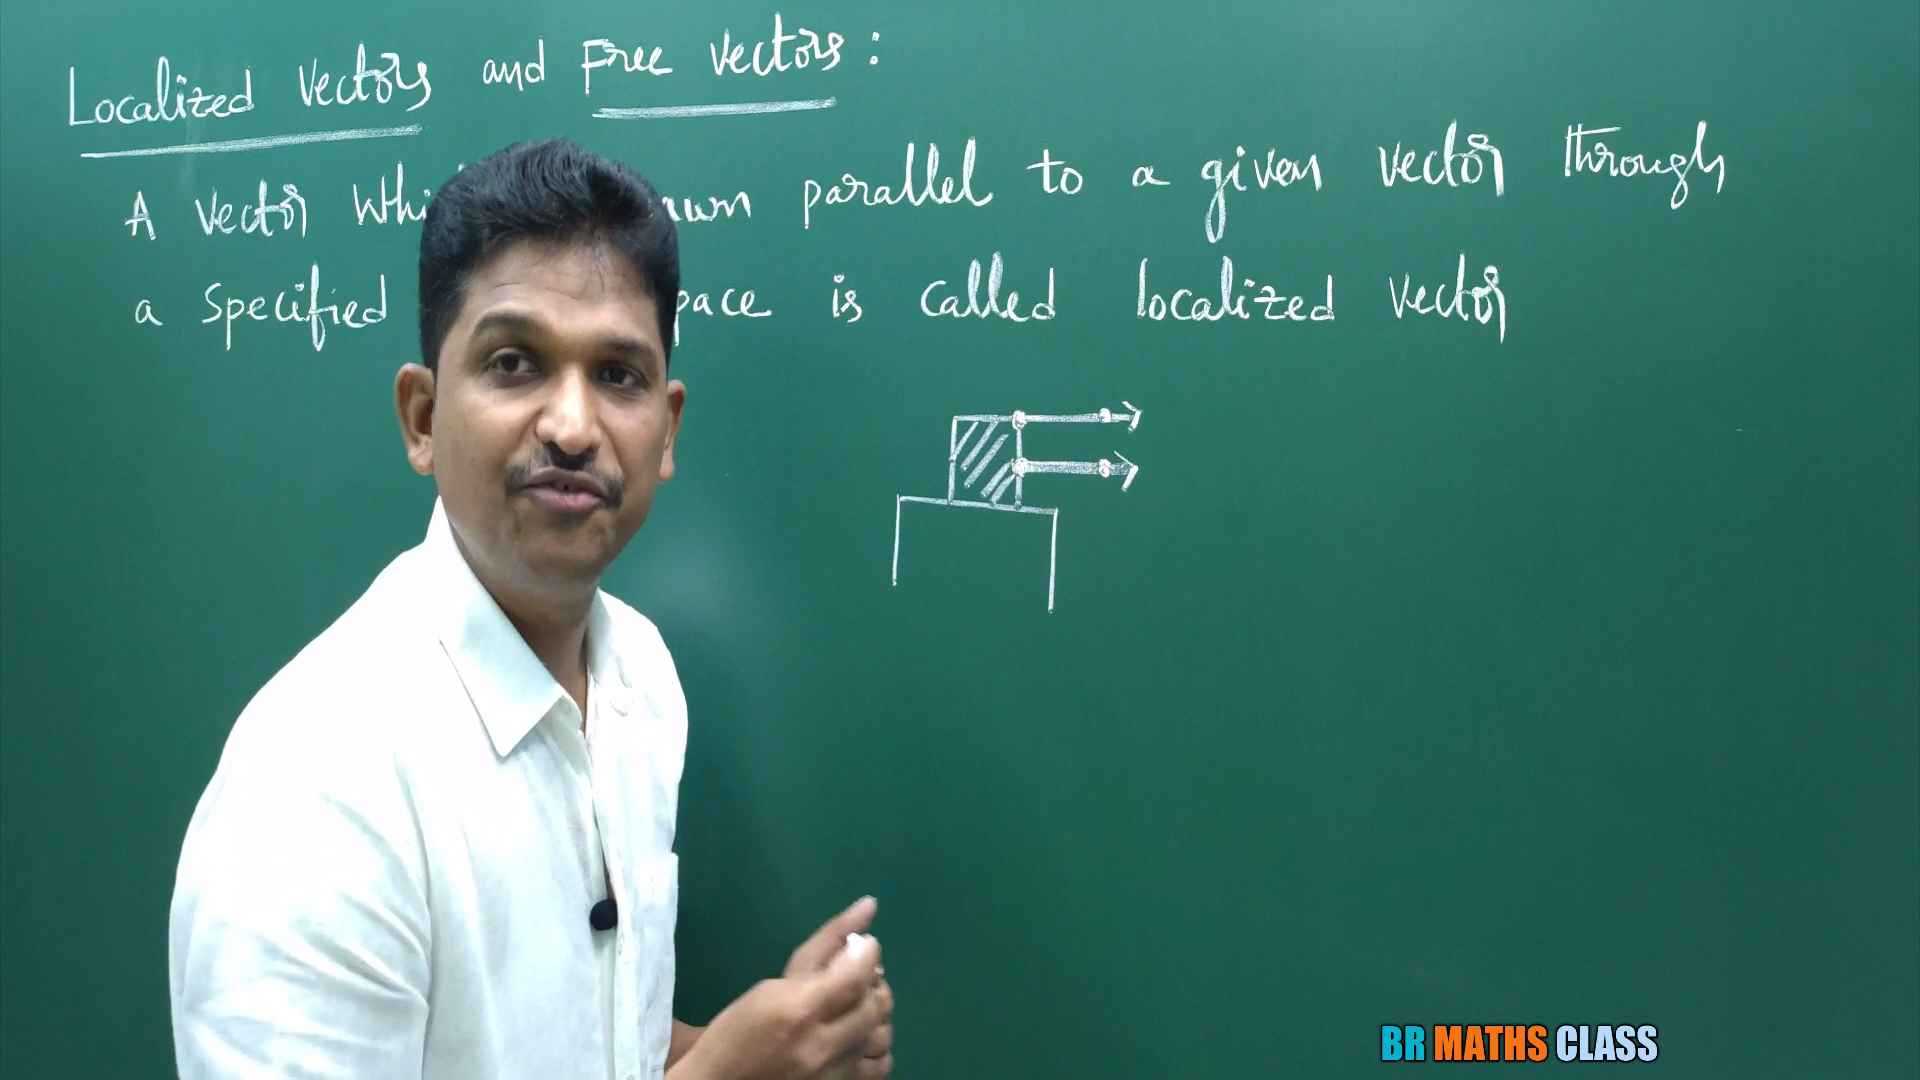 Localized Vectors and Free Vectors :
A vector parallel to a given vector through
a specified is called localized vector
BR MATHS CLASS